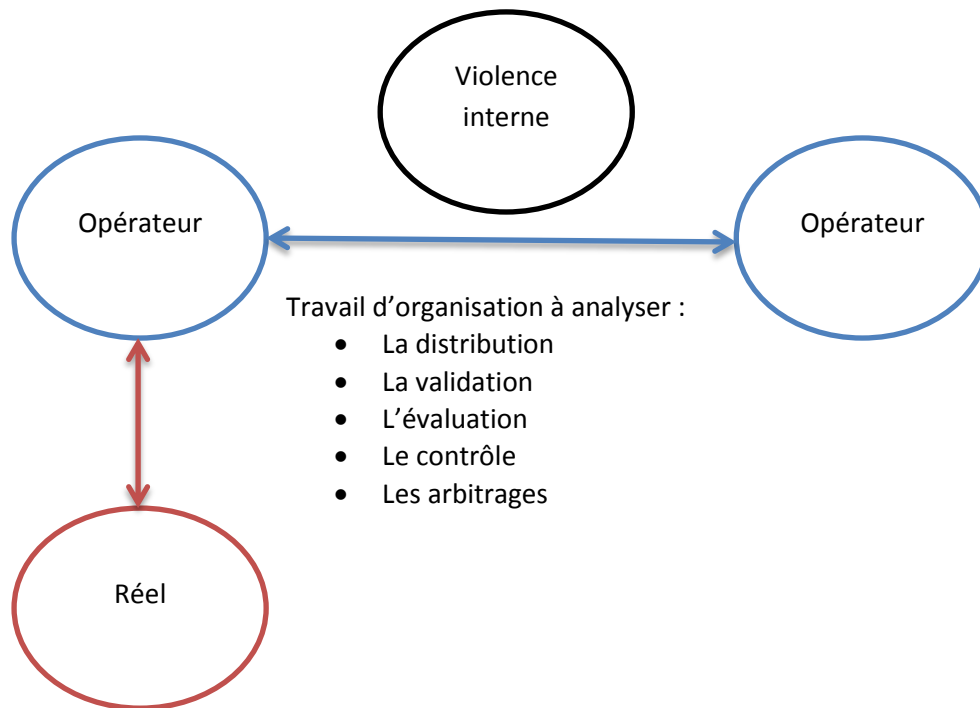 Violence
interne
Opérateur
Opérateur
Travail d’organisation à analyser :
• La distribution
• La validation
• L’évaluation
• Le contrôle
• Les arbitrages
Réel